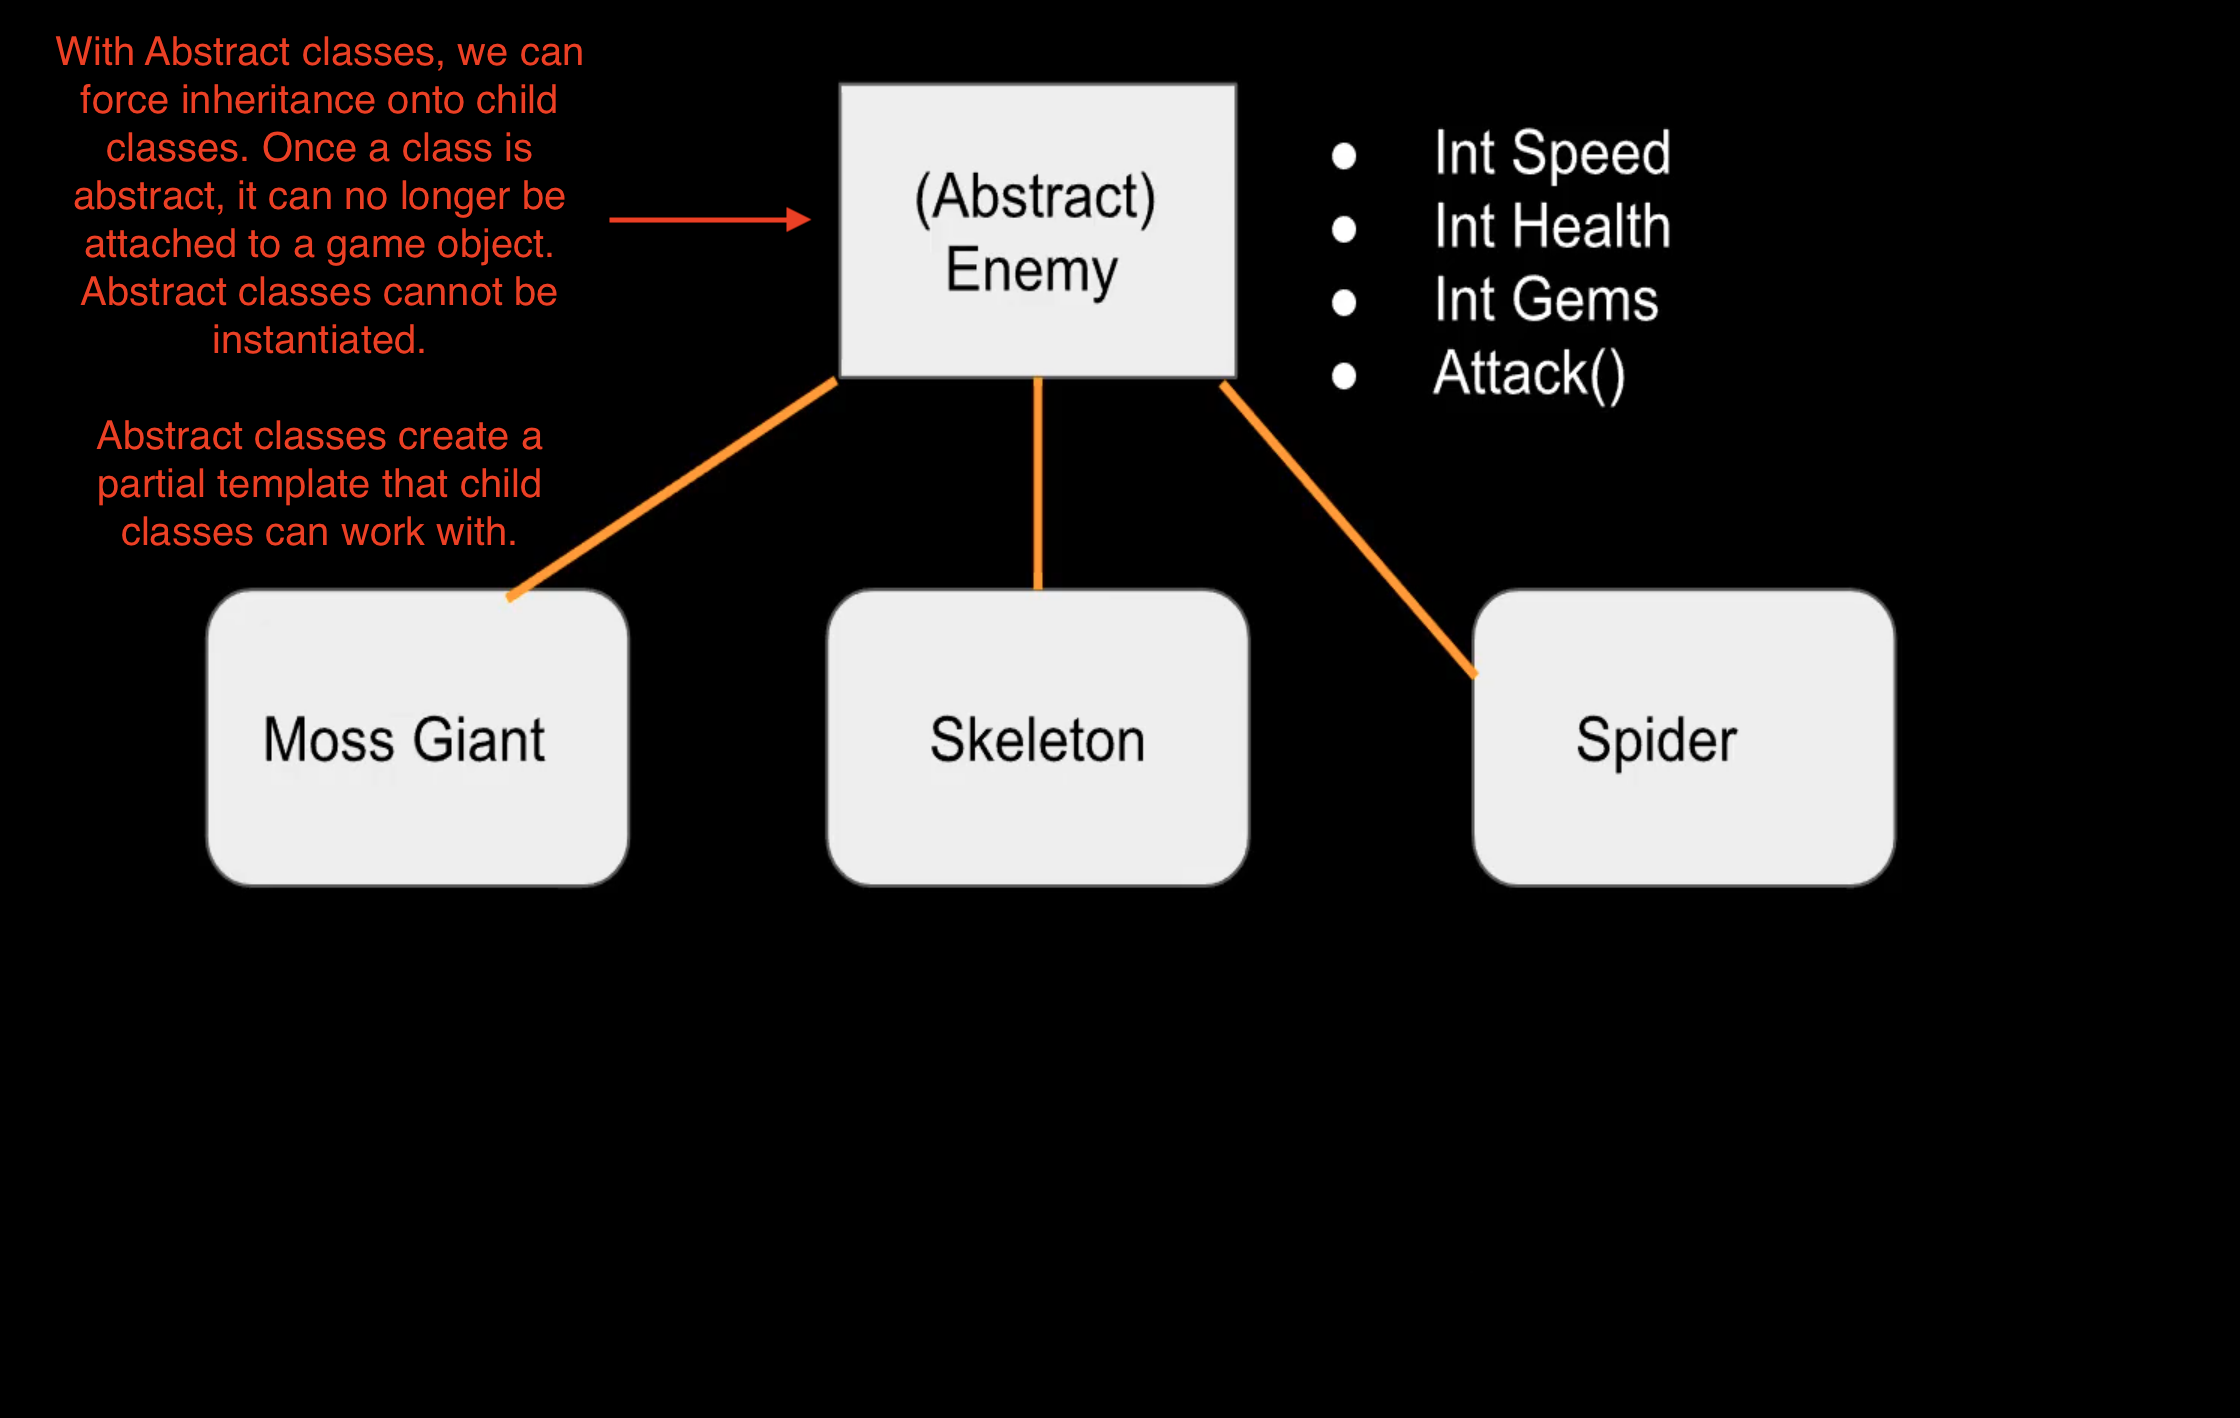 With Abstract classes, we can
force inheritance onto child
classes. Once a class is
abstract, it can no longer be
attached to a game object.
Abstract classes cannot be
instantiated.
Abstract classes create a
partial template that child
classes can work with.
(Abstract)
Enemy
● Int Speed
● Int Health
● Int Gems
● Attack()
Moss Giant
Skeleton
Spider